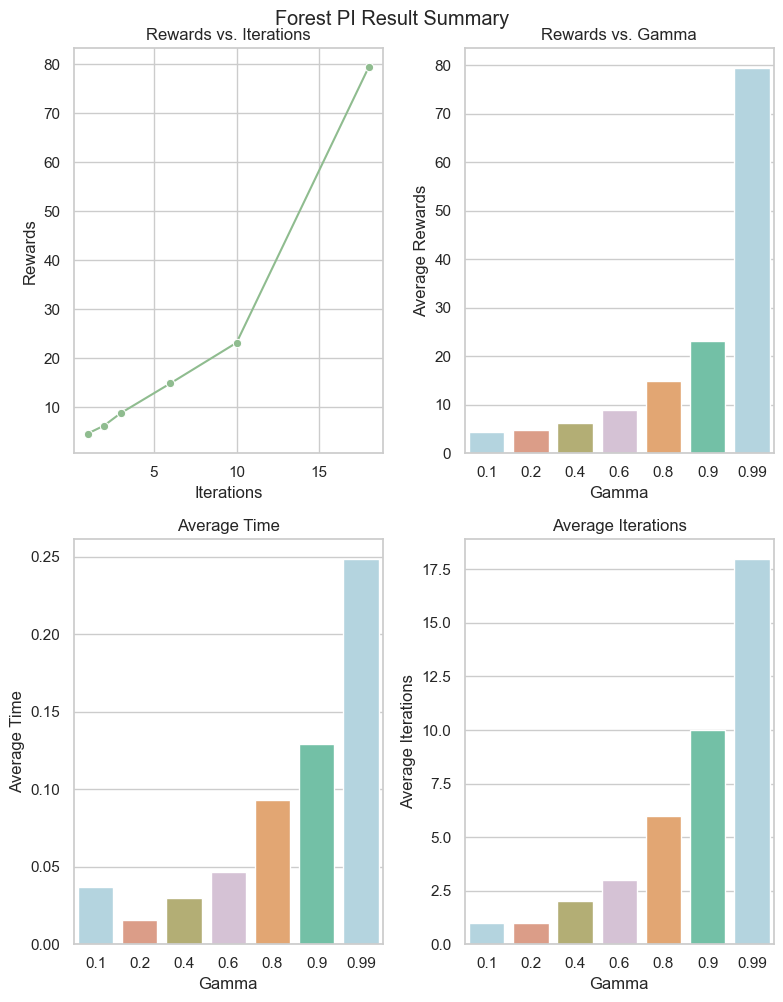 Forest PI Result Summary
Rewards vs. Iterations
80
70
60
50
40
30
20
10
Rewards
5 10 15
Iterations
Rewards vs. Gamma
80
70
60
50
40
30
20
10
0
Average Rewards
0.1 0.2 0.4 0.6 0.8 0.9 0.99
Gamma
Average Time
0.25
0.20
0.15
0.10
0.05
0.00
Average Time
0.1 0.2 0.4 0.6 0.8 0.9 0.99
Gamma
Average Iterations
17.5
15.0
12.5
10.0
7.5
5.0
2.5
0.0
Average Iterations
0.1 0.2 0.4 0.6 0.8 0.9 0.99
Gamma